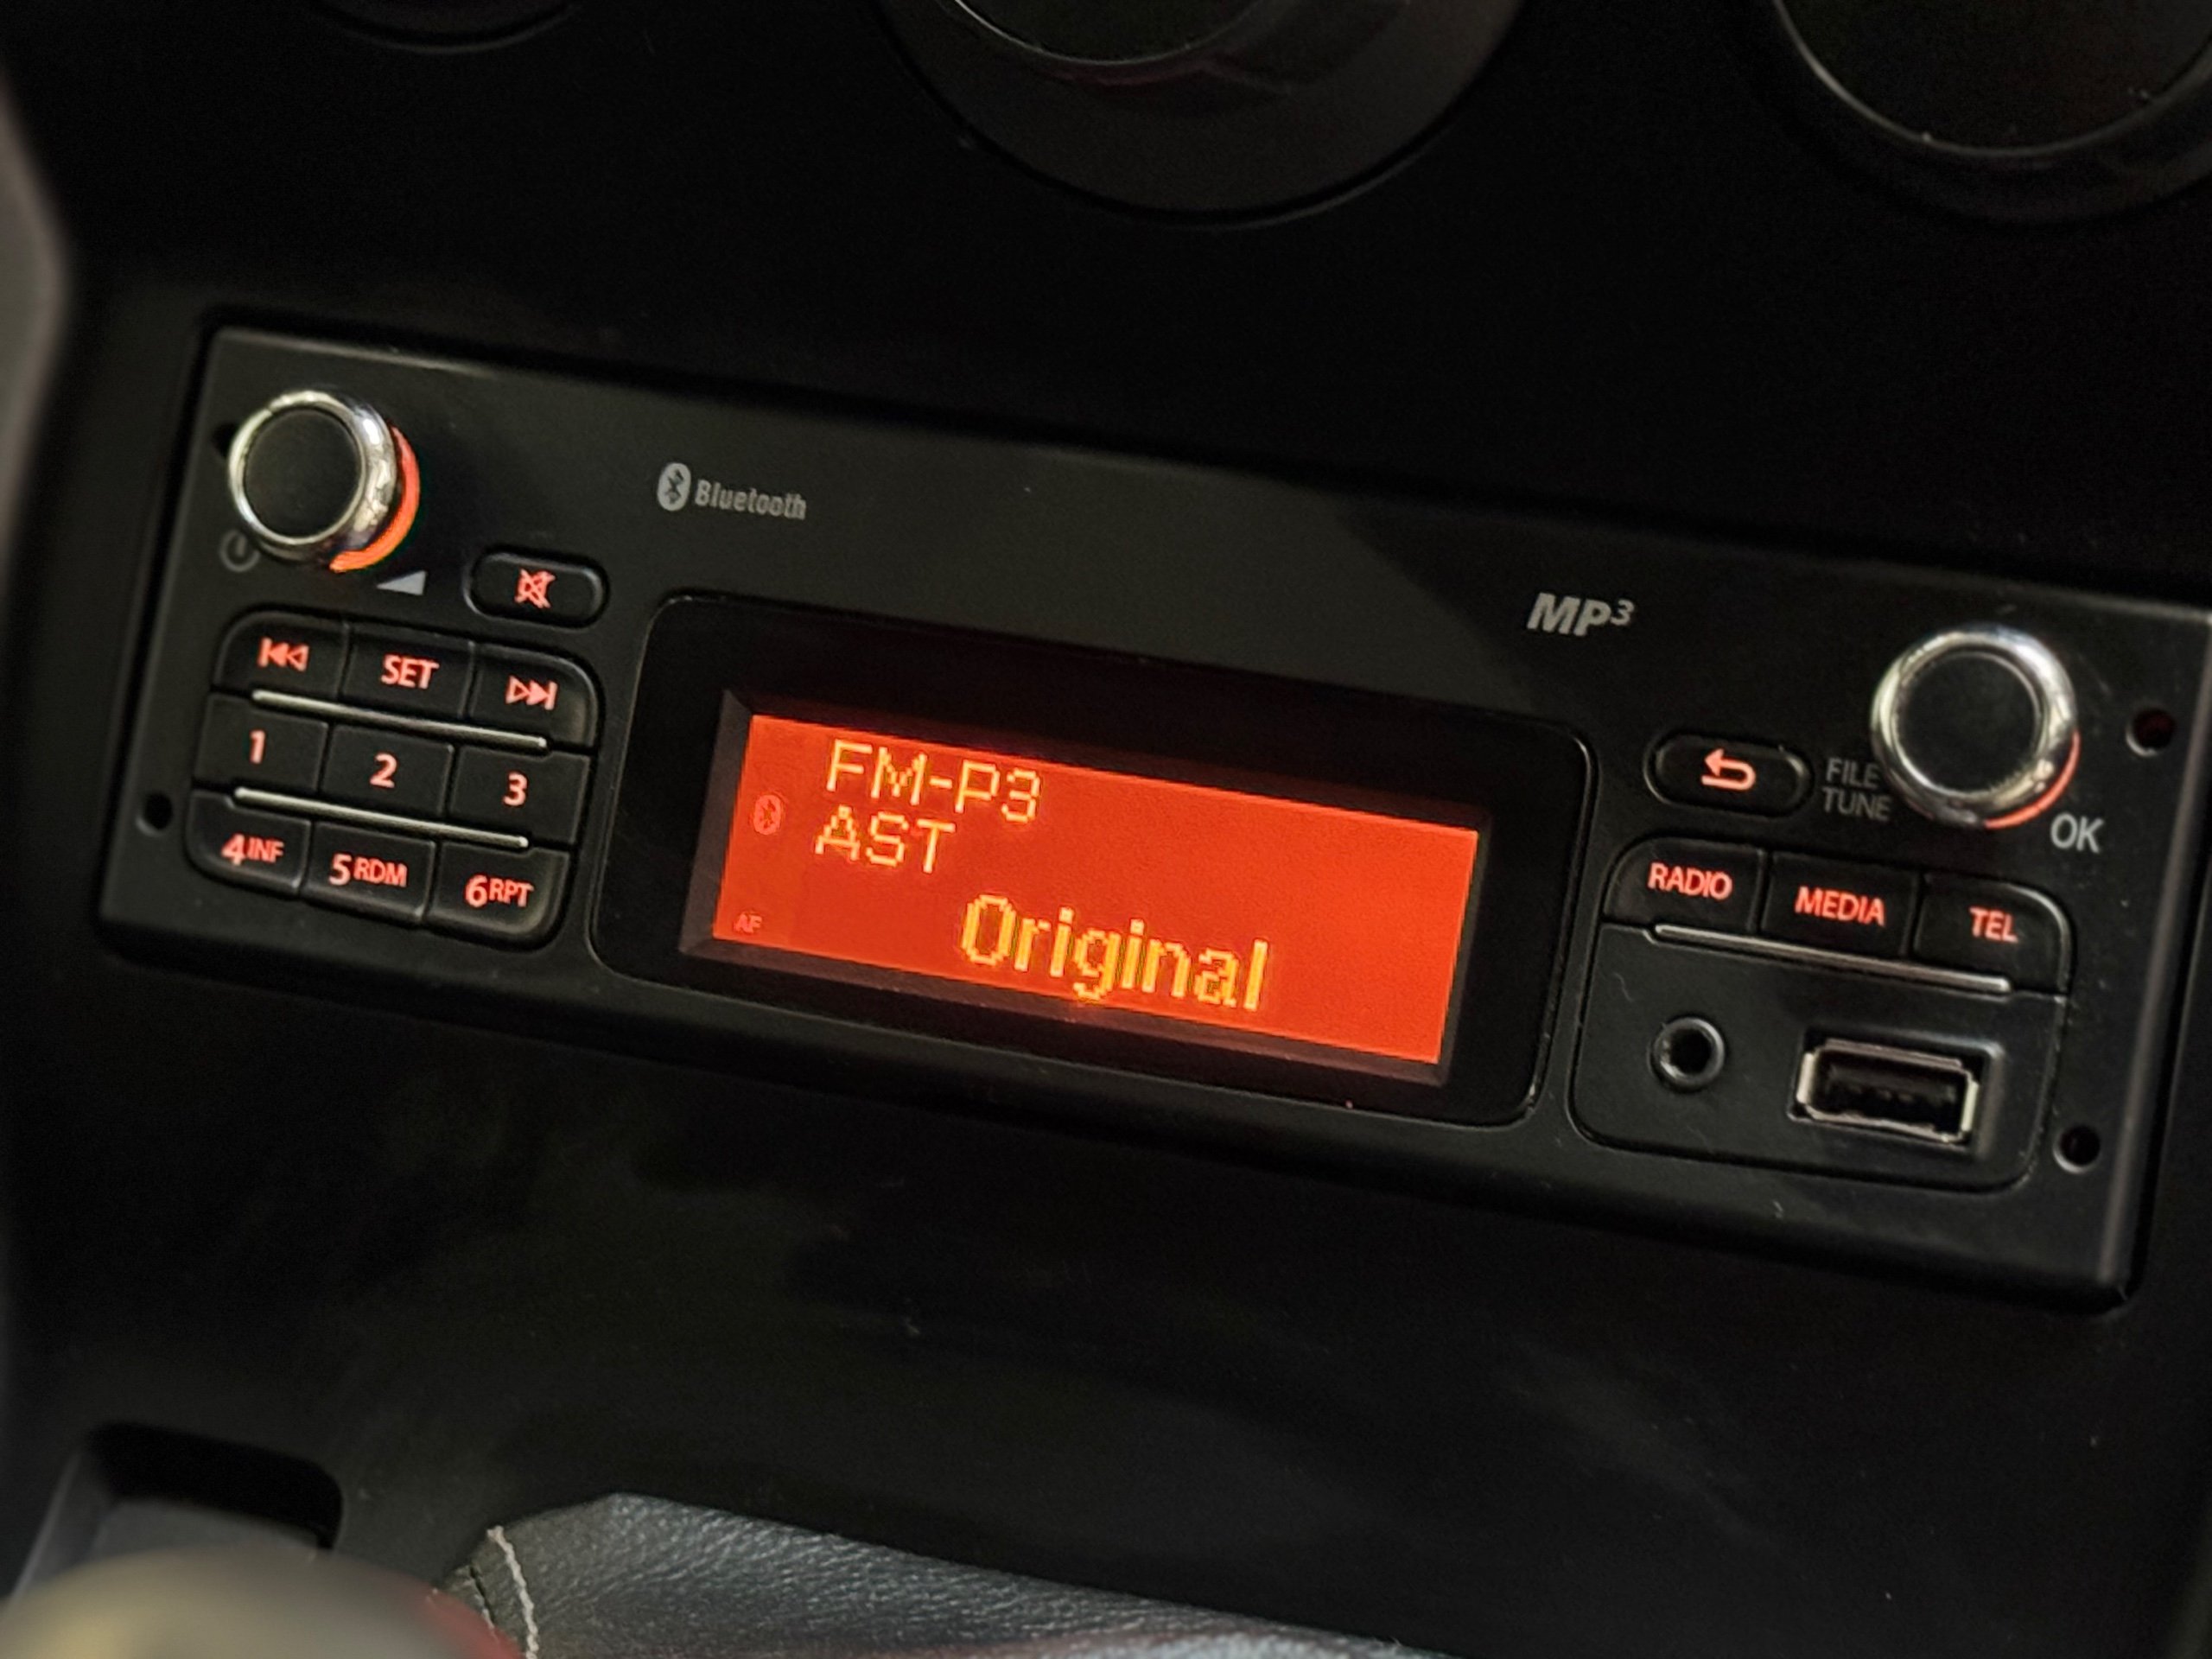 Bluetooth
MP3
SET
1 2 3
4INF 5RDM 6RPT
FM-P3
AST
AF
Original
FILE
TUNE
OK
RADIO MEDIA TEL